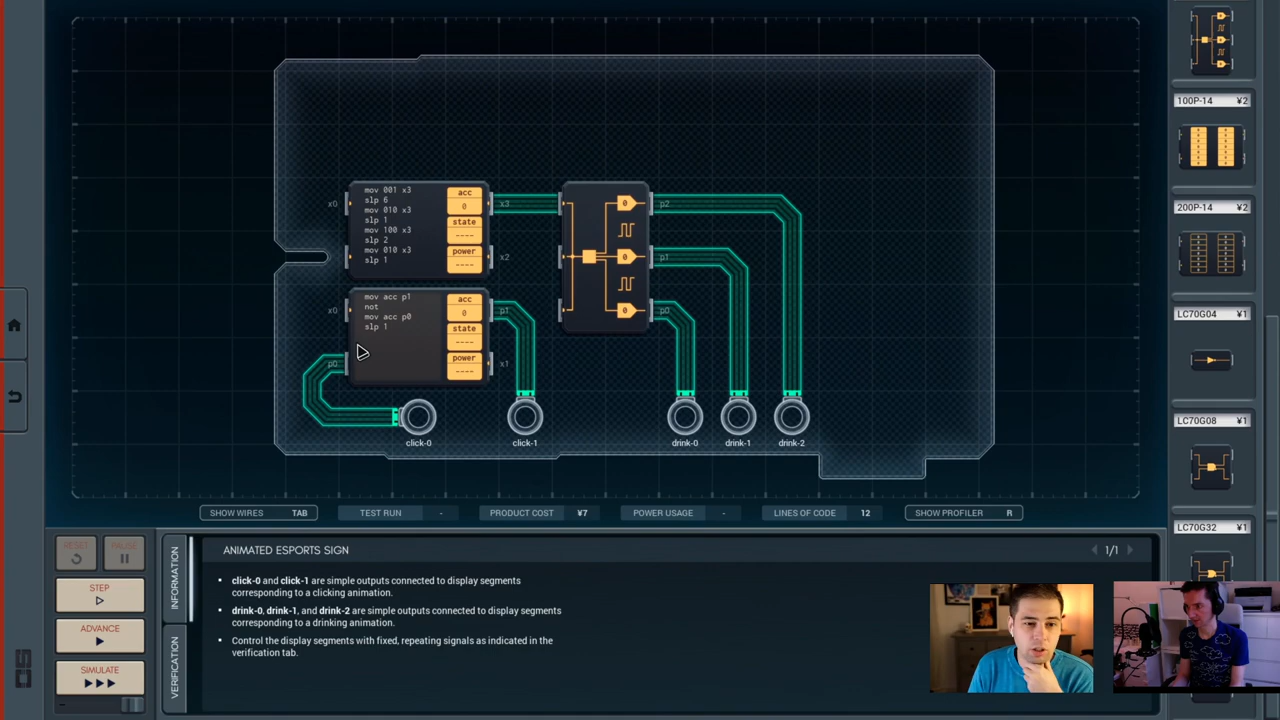 mov 001 x3
slp 6
mov 010 x3
slp 1
mov 100 x3
slp 2
mov 010 x3
slp 1
acc
0
state
----
power
----
x0
x3
x2
mov acc p1
not
mov acc p0
slp 1
acc
0
state
----
power
----
x0
p0
p1
x1
0
0
0
p2
p1
p0
click-0
click-1
drink-0
drink-1
drink-2
100P-14 ¥2
200P-14 ¥2
LC70G04 ¥1
LC70G08 ¥1
LC70G32 ¥1
SHOW WIRES TAB
TEST RUN -
PRODUCT COST ¥7
POWER USAGE -
LINES OF CODE 12
SHOW PROFILER R
RESET
PAUSE
STEP
ADVANCE
SIMULATE
INFORMATION
VERIFICATION
ANIMATED ESPORTS SIGN
1/1
click-0 and click-1 are simple outputs connected to display segments
corresponding to a clicking animation.
drink-0, drink-1, and drink-2 are simple outputs connected to display segments
corresponding to a drinking animation.
Control the display segments with fixed, repeating signals as indicated in the
verification tab.